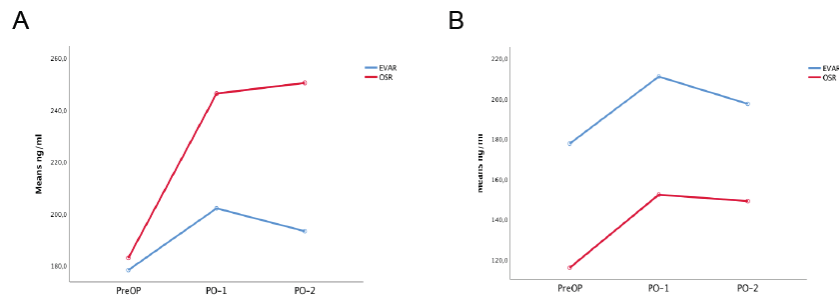 A
Means ng/ml
260,0
240,0
220,0
200,0
180,0
PreOP
PO-1
PO-2
EVAR
OSR
B
means ng/ml
220,0
200,0
180,0
160,0
140,0
120,0
PreOP
PO-1
PO-2
EVAR
OSR